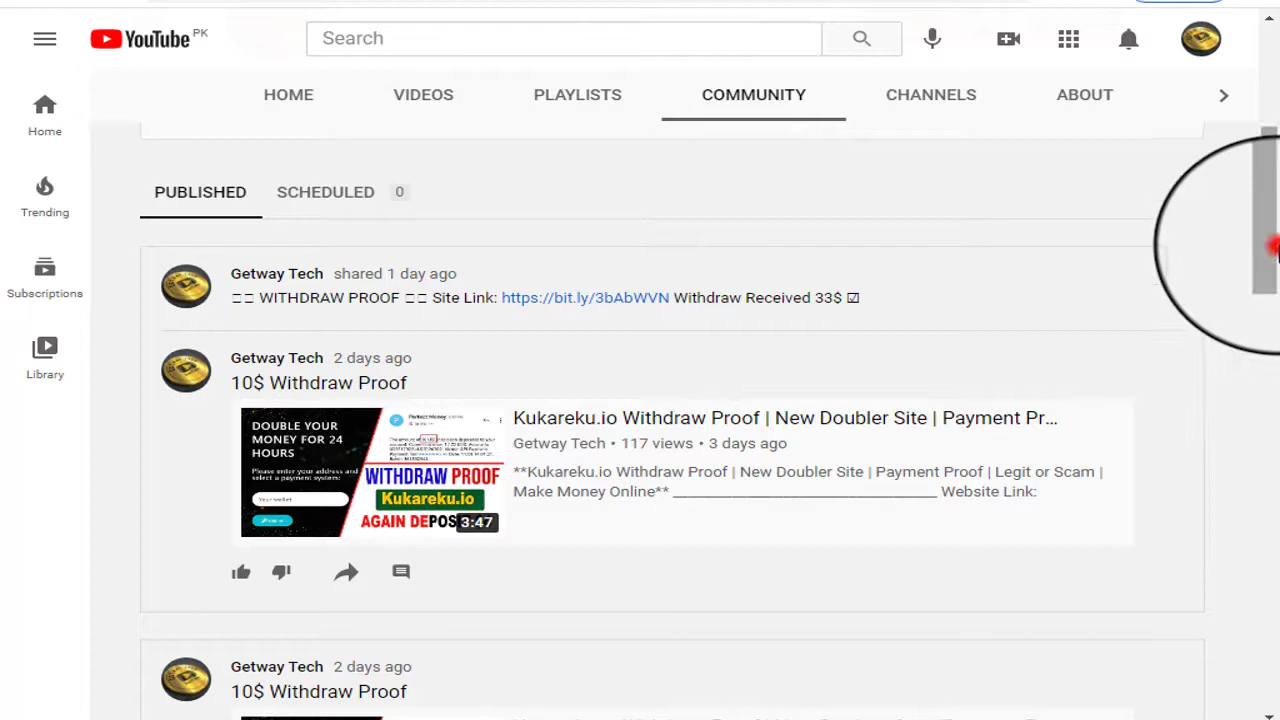 YouTube PK
Search
HOME VIDEOS PLAYLISTS COMMUNITY CHANNELS ABOUT
Home
Trending
Subscriptions
Library
PUBLISHED SCHEDULED 0
Getway Tech shared 1 day ago
□□ WITHDRAW PROOF □□ Site Link: https://bit.ly/3bAbWVN Withdraw Received 33$ ☑
Getway Tech 2 days ago
10$ Withdraw Proof
DOUBLE YOUR
MONEY FOR 24
HOURS
Please enter your address and
select a payment system:
Your wallet
Perfect Money
WITHDRAW PROOF
Kukareku.io
AGAIN DEPOS
3:47
Kukareku.io Withdraw Proof | New Doubler Site | Payment Pr...
Getway Tech • 117 views • 3 days ago
**Kukareku.io Withdraw Proof | New Doubler Site | Payment Proof | Legit or Scam |
Make Money Online** ________________________________ Website Link:
Getway Tech 2 days ago
10$ Withdraw Proof